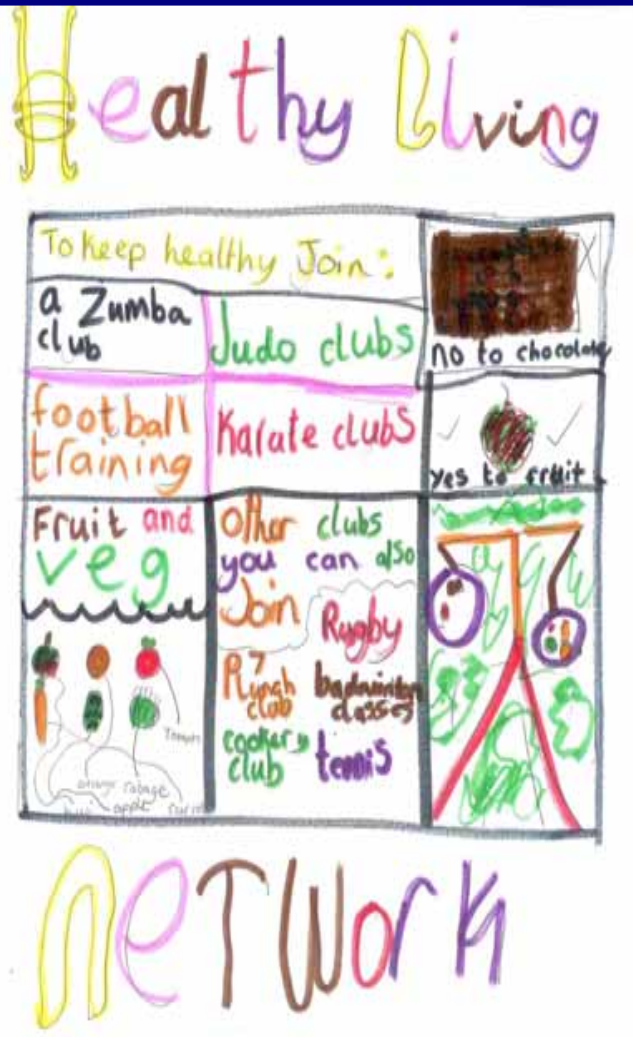 Healthy Living
To keep healthy Join:
a Zumba
club
Judo clubs
no to chocolate
football
training
Karate clubs
yes to fruit
Fruit and
veg
Other clubs
you can also
Join
Rugby
club
badminton
classes
cookery
club
tennis
Tomato
orange cabage
apple carrot
NeTWorK